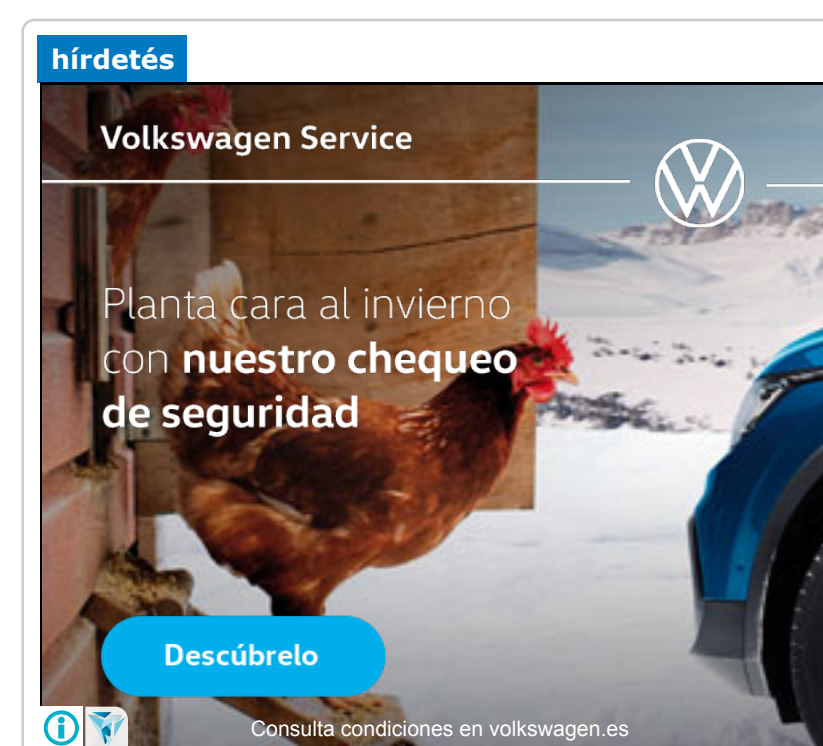 hírdetés
Volkswagen Service
Planta cara al invierno
con nuestro chequeo
de seguridad
Descúbrelo
Consulta condiciones en volkswagen.es